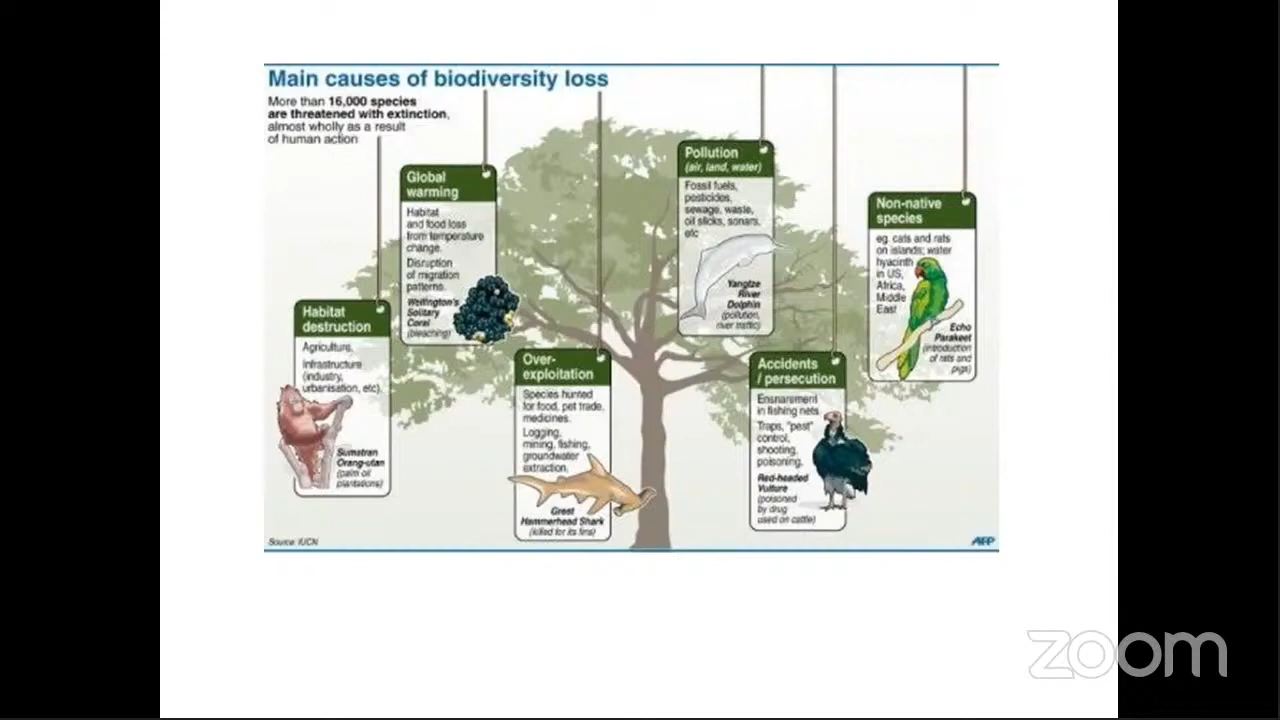 Main causes of biodiversity loss
More than 16,000 species
are threatened with extinction,
almost wholly as a result
of human action
Habitat
destruction
Agriculture,
Infrastructure
(industry,
urbanisation, etc).
Sumatran
Orang-utan
(palm oil
plantations)
Global
warming
Habitat
and food loss
from temperature
change.
Disruption
of migration
patterns.
Wellington's
Solitary
Coral
(bleaching)
Over-
exploitation
Species hunted
for food, pet trade,
medicines.
Logging,
mining, fishing,
groundwater
extraction.
Great
Hammerhead Shark
(killed for its fins)
Pollution
(air, land, water)
Fossil fuels,
pesticides,
sewage, waste,
oil slicks, sonars,
etc
Yangtze
River
Dolphin
(pollution,
river traffic)
Accidents
/ persecution
Ensnarement
in fishing nets.
Traps, "pest"
control,
shooting,
poisoning.
Red-headed
Vulture
(poisoned
by drug
used on cattle)
Non-native
species
eg. cats and rats
on islands; water
hyacinth
in US,
Africa,
Middle
East
Echo
Parakeet
(introduction
of rats and
pigs)
Source: IUCN
AFP
zoom